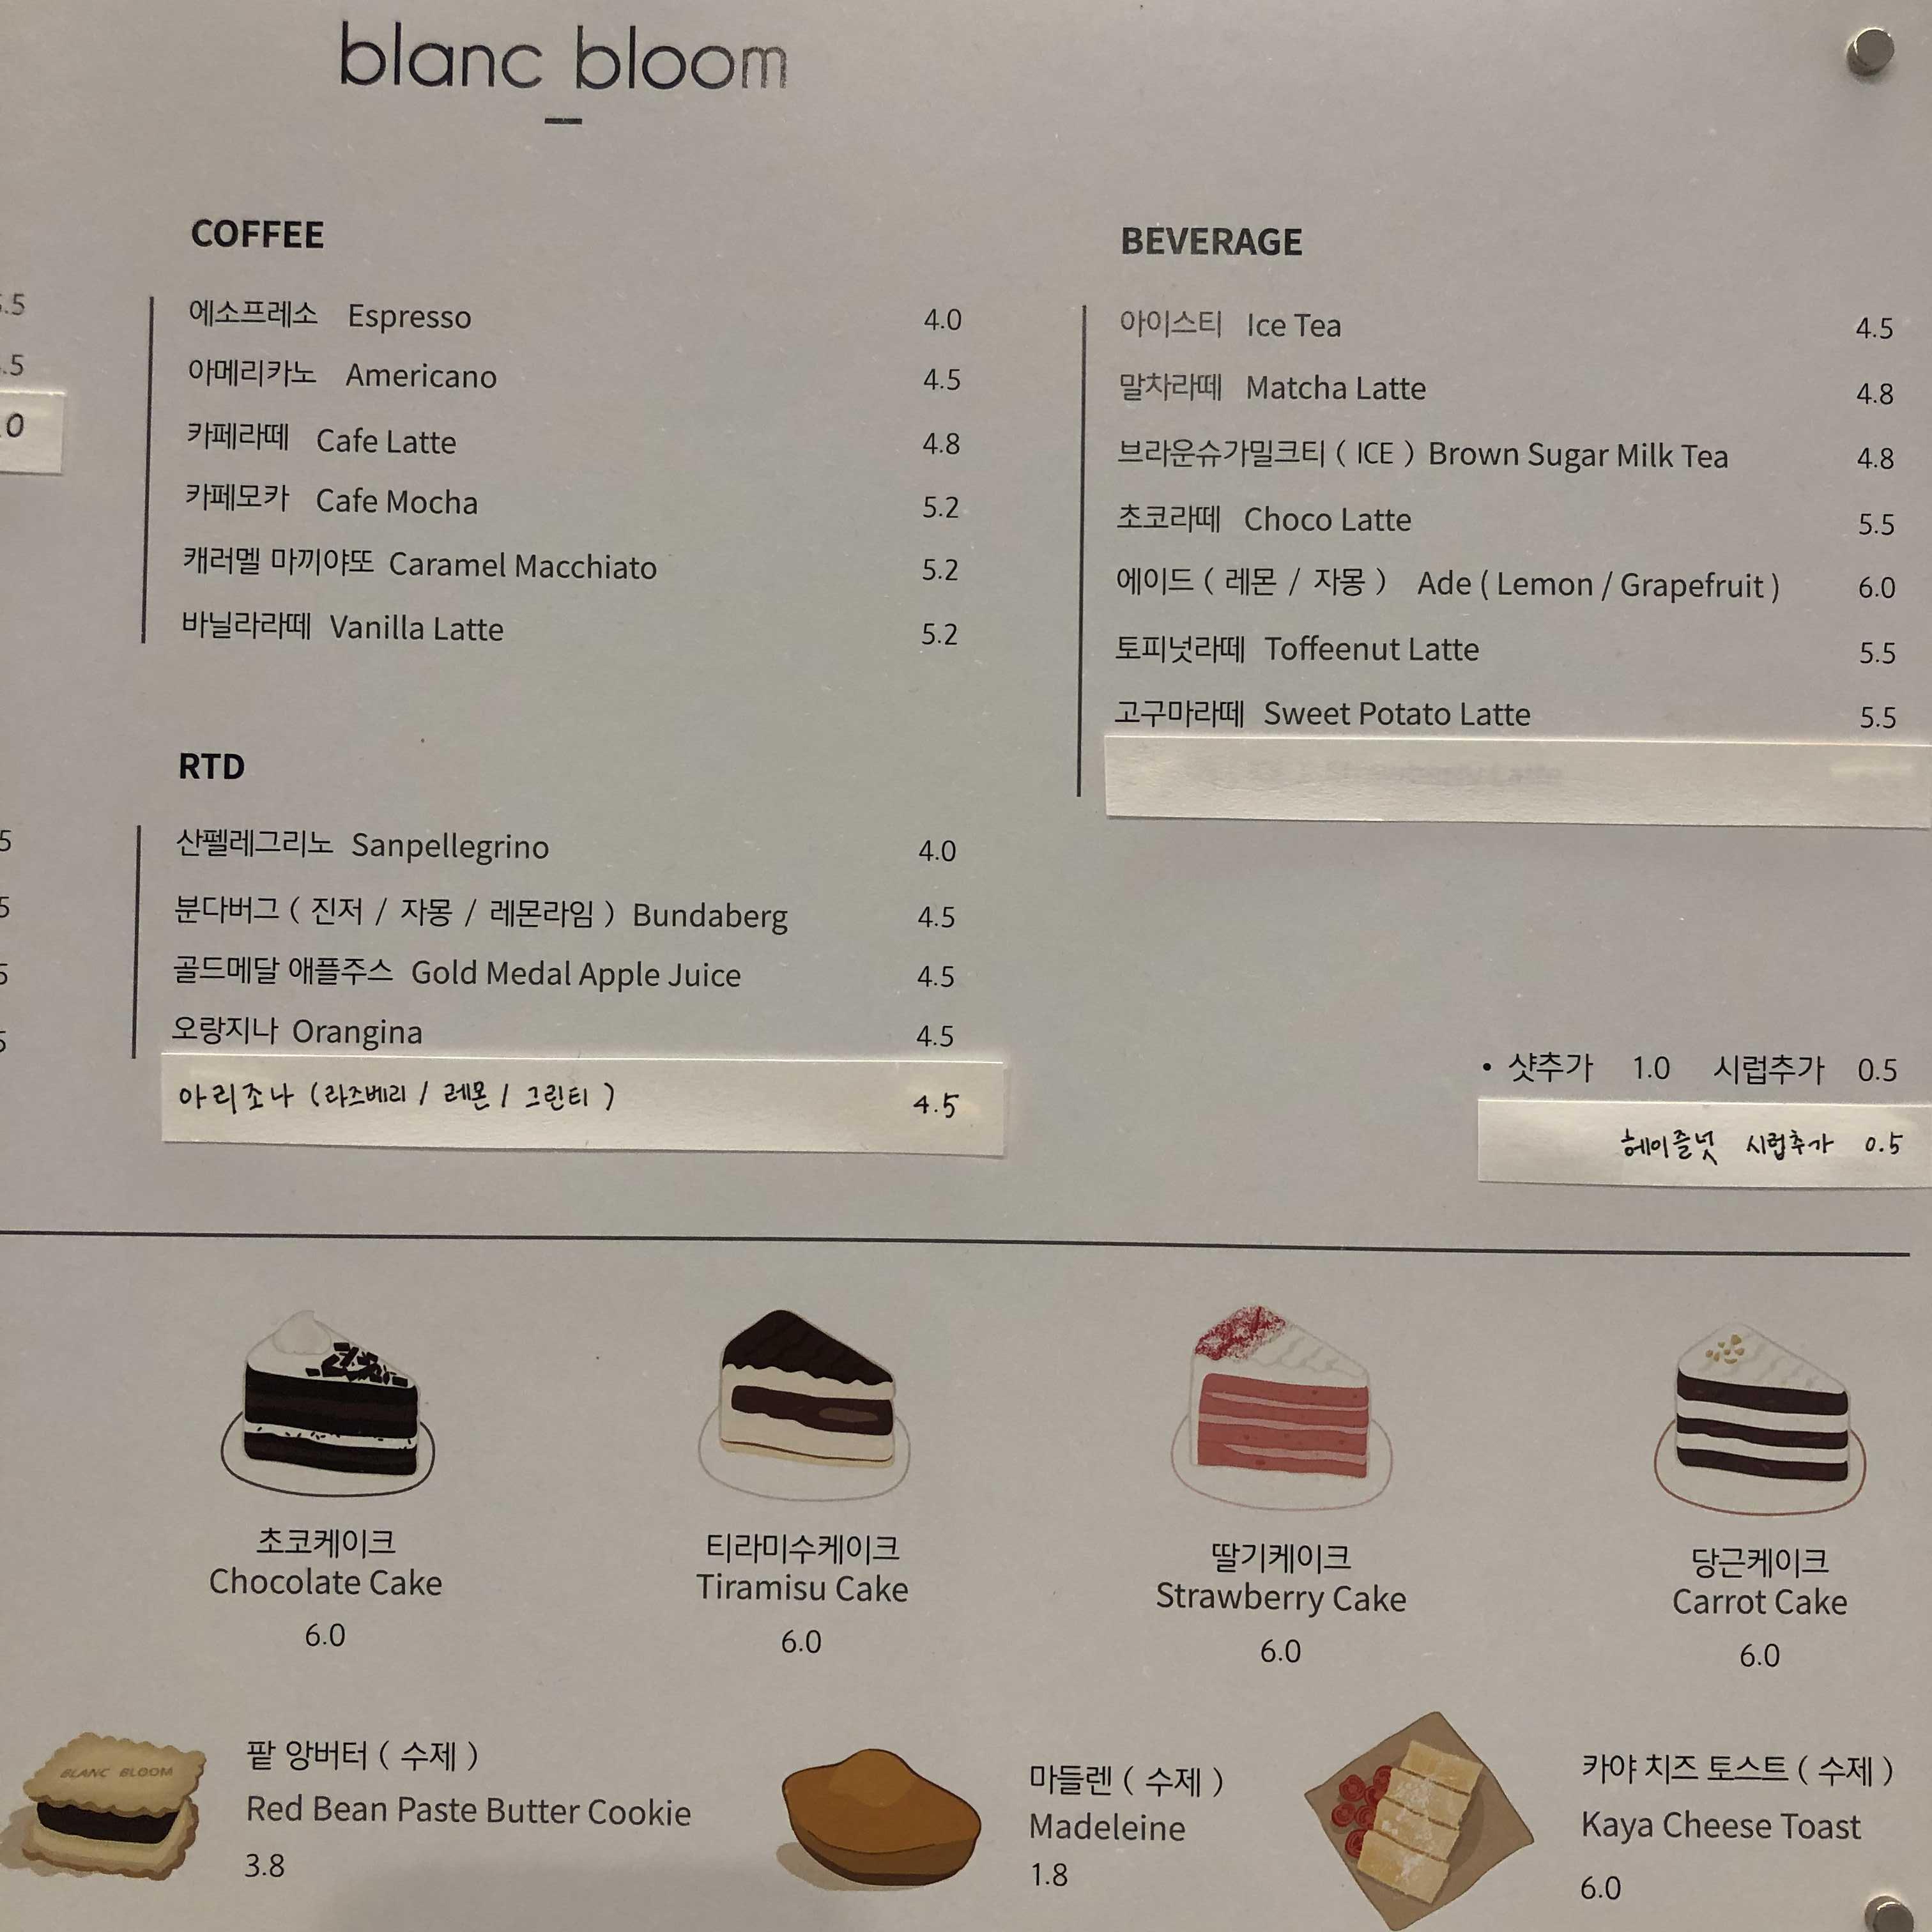 blanc bloom
COFFEE
에소프레소 Espresso 4.0
아메리카노 Americano 4.5
카페라떼 Cafe Latte 4.8
카페모카 Cafe Mocha 5.2
캐러멜 마끼야또 Caramel Macchiato 5.2
바닐라라떼 Vanilla Latte 5.2
RTD
산펠레그리노 Sanpellegrino 4.0
분다버그 ( 진저 / 자몽 / 레몬라임 ) Bundaberg 4.5
골드메달 애플주스 Gold Medal Apple Juice 4.5
오랑지나 Orangina 4.5
아리조나 (라즈베리 / 레몬 / 그린티 ) 4.5
BEVERAGE
아이스티 Ice Tea 4.5
말차라떼 Matcha Latte 4.8
브라운슈가밀크티 ( ICE ) Brown Sugar Milk Tea 4.8
초코라떼 Choco Latte 5.5
에이드 ( 레몬 / 자몽 ) Ade ( Lemon / Grapefruit ) 6.0
토피넛라떼 Toffeenut Latte 5.5
고구마라떼 Sweet Potato Latte 5.5
• 샷추가 1.0 시럽추가 0.5
헤이즐넛 시럽추가 0.5
초코케이크
Chocolate Cake
6.0
티라미수케이크
Tiramisu Cake
6.0
딸기케이크
Strawberry Cake
6.0
당근케이크
Carrot Cake
6.0
BLANC BLOOM
팥 앙버터 ( 수제 )
Red Bean Paste Butter Cookie
3.8
마들렌 ( 수제 )
Madeleine
1.8
카야 치즈 토스트 ( 수제 )
Kaya Cheese Toast
6.0